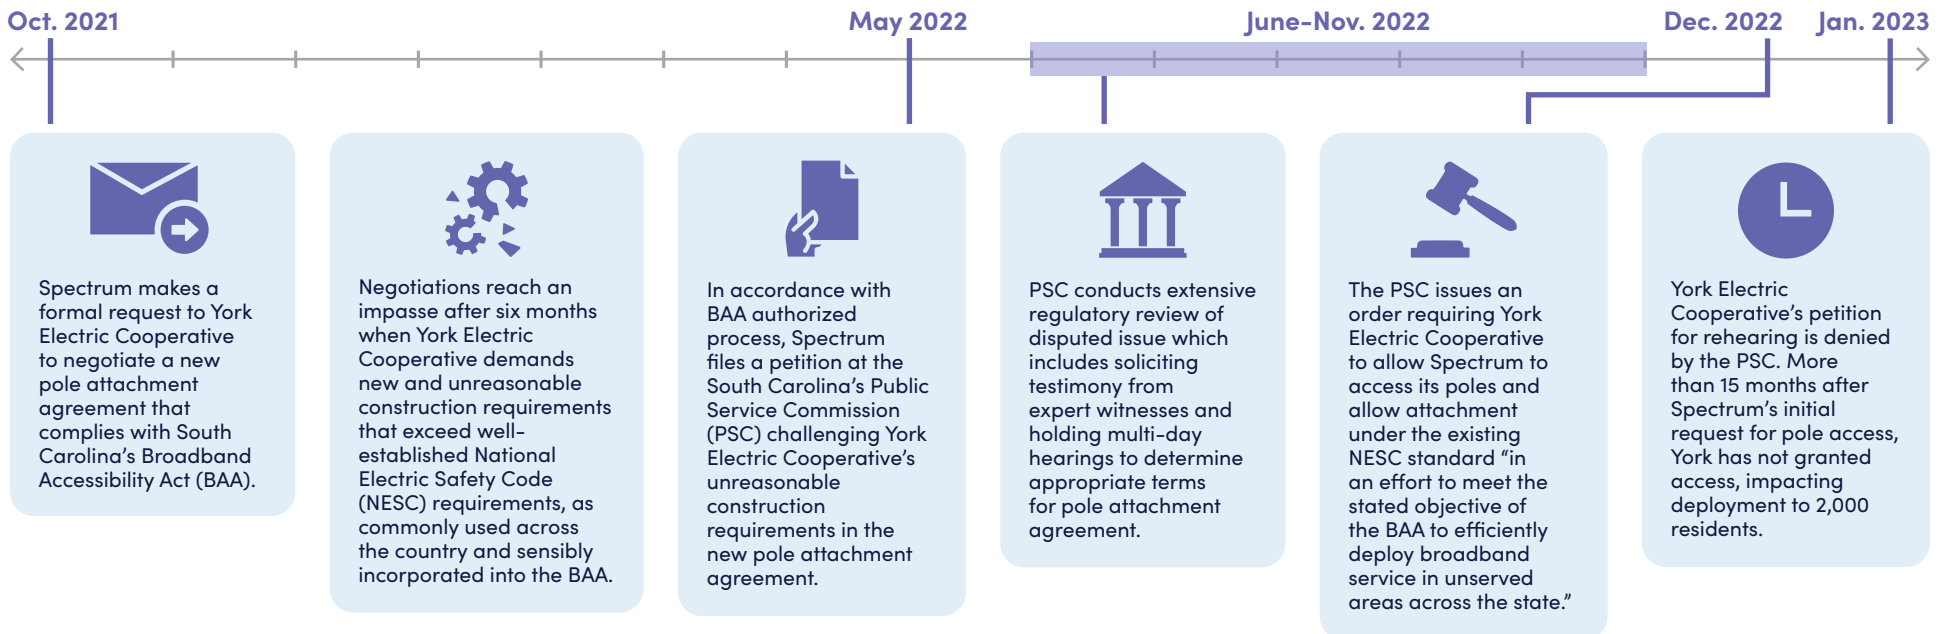 Oct. 2021
May 2022
June-Nov. 2022
Dec. 2022
Jan. 2023
Spectrum makes a
formal request to York
Electric Cooperative
to negotiate a new
pole attachment
agreement that
complies with South
Carolina’s Broadband
Accessibility Act (BAA).
Negotiations reach an
impasse after six months
when York Electric
Cooperative demands
new and unreasonable
construction requirements
that exceed well-
established National
Electric Safety Code
(NESC) requirements, as
commonly used across
the country and sensibly
incorporated into the BAA.
In accordance with
BAA authorized
process, Spectrum
files a petition at the
South Carolina’s Public
Service Commission
(PSC) challenging York
Electric Cooperative’s
unreasonable
construction
requirements in the
new pole attachment
agreement.
PSC conducts extensive
regulatory review of
disputed issue which
includes soliciting
testimony from
expert witnesses and
holding multi-day
hearings to determine
appropriate terms
for pole attachment
agreement.
The PSC issues an
order requiring York
Electric Cooperative
to allow Spectrum to
access its poles and
allow attachment
under the existing
NESC standard “in
an effort to meet the
stated objective of
the BAA to efficiently
deploy broadband
service in unserved
areas across the state.”
York Electric
Cooperative’s petition
for rehearing is denied
by the PSC. More
than 15 months after
Spectrum’s initial
request for pole access,
York has not granted
access, impacting
deployment to 2,000
residents.